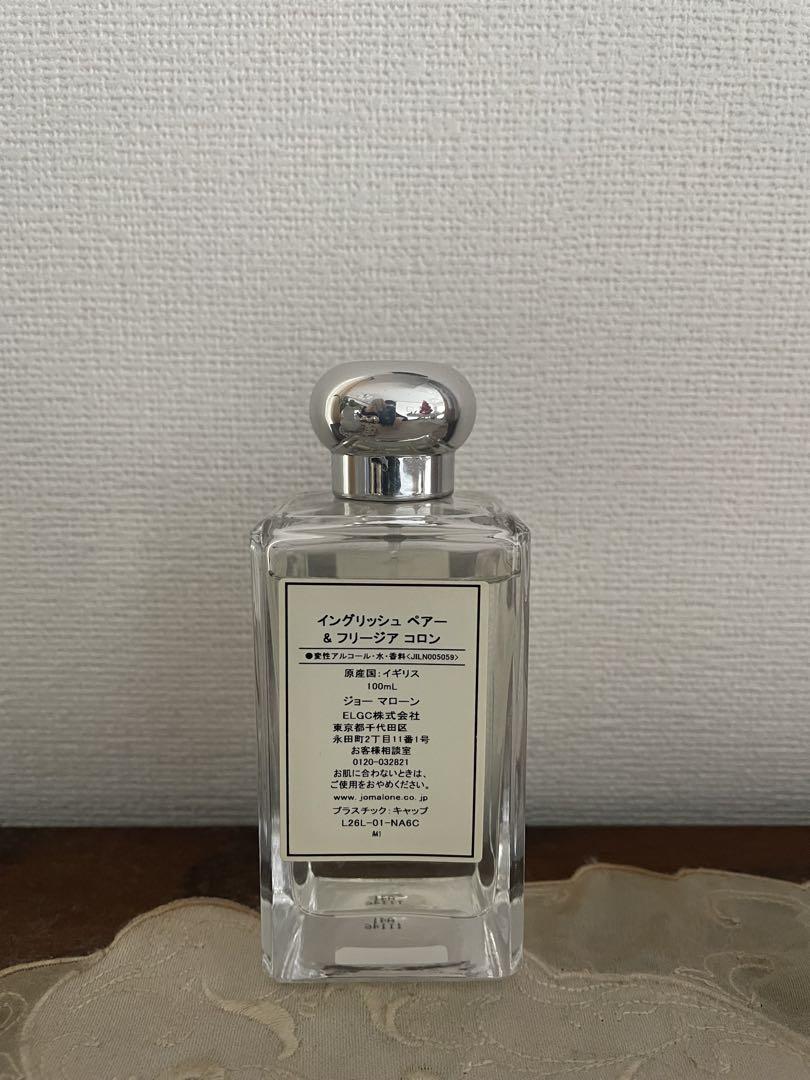 イングリッシュ ペアー
& フリージア コロン
●変性アルコール・水・香料<JILN005059>
原産国:イギリス
100mL
ジョー マローン
ELGC株式会社
東京都千代田区
永田町2丁目11番1号
お客様相談室
0120-032821
お肌に合わないときは、
ご使用をおやめください。
www. jomalone.co. jp
プラスチック:キャップ
L26L-01-NA6C